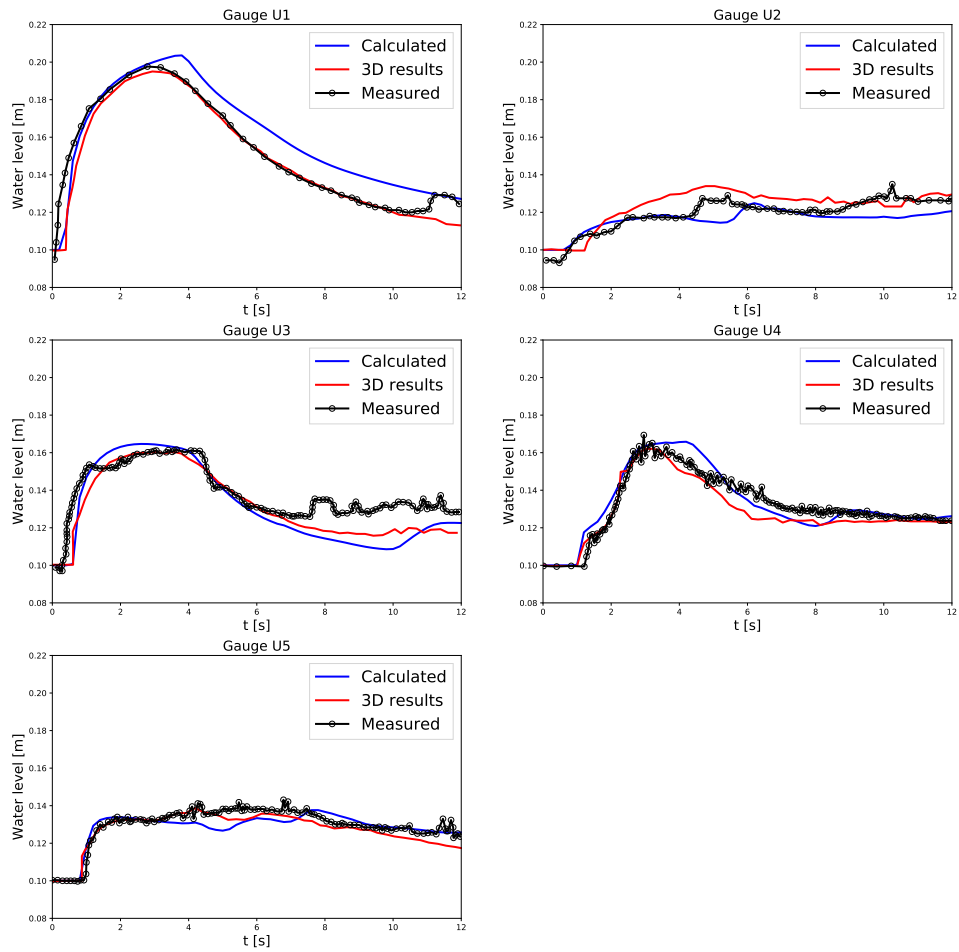 Gauge U1
Water level [m]
0.22
0.20
0.18
0.16
0.14
0.12
0.10
0.08
Calculated
3D results
Measured
0 2 4 6 8 10 12
t [s]
Gauge U2
Water level [m]
0.22
0.20
0.18
0.16
0.14
0.12
0.10
0.08
Calculated
3D results
Measured
0 2 4 6 8 10 12
t [s]
Gauge U3
Water level [m]
0.22
0.20
0.18
0.16
0.14
0.12
0.10
0.08
Calculated
3D results
Measured
0 2 4 6 8 10 12
t [s]
Gauge U4
Water level [m]
0.22
0.20
0.18
0.16
0.14
0.12
0.10
0.08
Calculated
3D results
Measured
0 2 4 6 8 10 12
t [s]
Gauge U5
Water level [m]
0.22
0.20
0.18
0.16
0.14
0.12
0.10
0.08
Calculated
3D results
Measured
0 2 4 6 8 10 12
t [s]